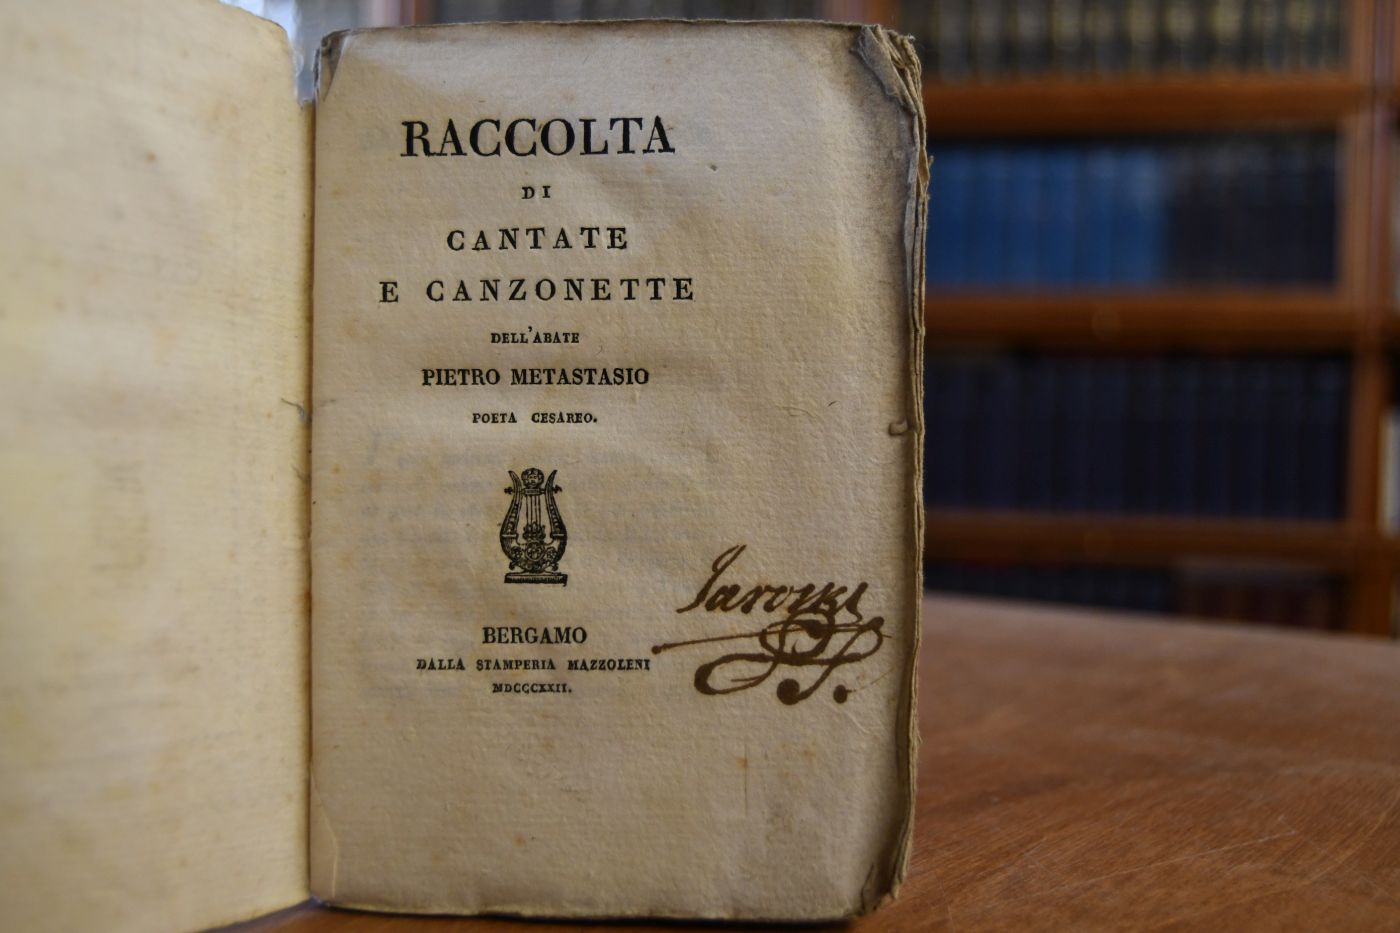 RACCOLTA
DI
CANTATE
E CANZONETTE
DELL'ABATE
PIETRO METASTASIO
POETA CESAREO.
BERGAMO
DALLA STAMPERIA MAZZOLENI
MDCCCXXII.